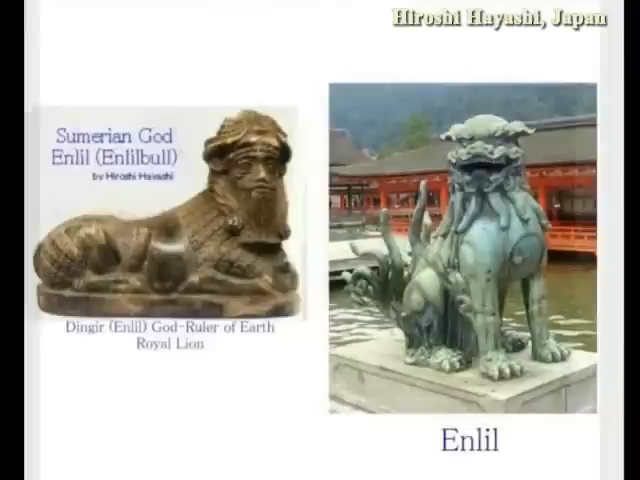 Hiroshi Hayashi, Japan
Sumerian God
Enlil (Enlilbull)
by Hiroshi Hayashi
Dingir (Enlil) God-Ruler of Earth
Royal Lion
Enlil